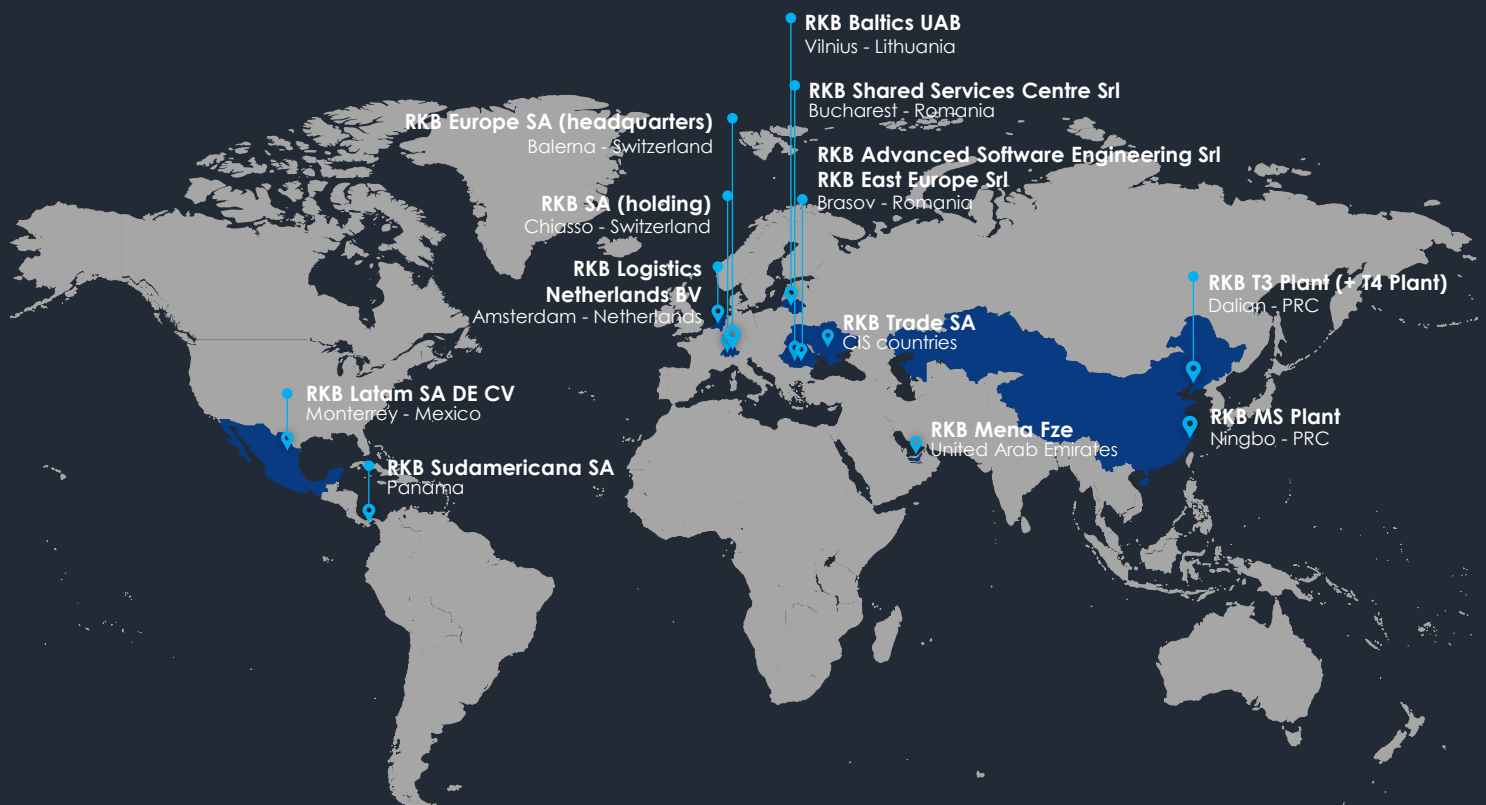 RKB Baltics UAB
Vilnius - Lithuania
RKB Shared Services Centre Srl
Bucharest - Romania
RKB Europe SA (headquarters)
Balerna - Switzerland
RKB Advanced Software Engineering Srl
RKB East Europe Srl
Brasov - Romania
RKB SA (holding)
Chiasso - Switzerland
RKB Logistics
Netherlands BV
Amsterdam - Netherlands
RKB T3 Plant (+ T4 Plant)
Dalian - PRC
RKB Trade SA
CIS countries
RKB Latam SA DE CV
Monterrey - Mexico
RKB MS Plant
Ningbo - PRC
RKB Mena Fze
United Arab Emirates
RKB Sudamericana SA
Panama